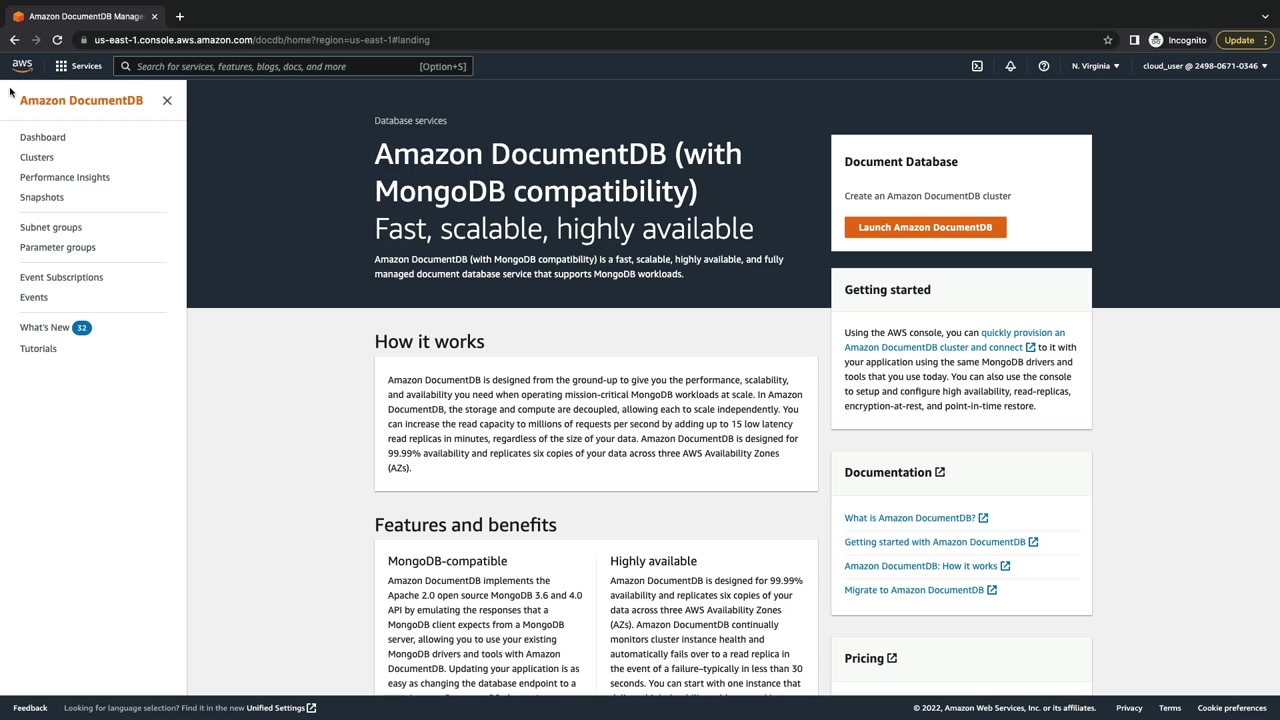 Amazon DocumentDB Manage
us-east-1.console.aws.amazon.com/docdb/home?region=us-east-1#landing
Incognito
Update
aws
Services
Search for services, features, blogs, docs, and more
[Option+S]
N. Virginia
cloud_user @ 2498-0671-0346
Amazon DocumentDB
Dashboard
Clusters
Performance Insights
Snapshots
Subnet groups
Parameter groups
Event Subscriptions
Events
What's New 32
Tutorials
Database services
Amazon DocumentDB (with
MongoDB compatibility)
Fast, scalable, highly available
Amazon DocumentDB (with MongoDB compatibility) is a fast, scalable, highly available, and fully
managed document database service that supports MongoDB workloads.
Document Database
Create an Amazon DocumentDB cluster
Launch Amazon DocumentDB
How it works
Amazon DocumentDB is designed from the ground-up to give you the performance, scalability,
and availability you need when operating mission-critical MongoDB workloads at scale. In Amazon
DocumentDB, the storage and compute are decoupled, allowing each to scale independently. You
can increase the read capacity to millions of requests per second by adding up to 15 low latency
read replicas in minutes, regardless of the size of your data. Amazon DocumentDB is designed for
99.99% availability and replicates six copies of your data across three AWS Availability Zones
(AZs).
Getting started
Using the AWS console, you can quickly provision an
Amazon DocumentDB cluster and connect to it with
your application using the same MongoDB drivers and
tools that you use today. You can also use the console
to setup and configure high availability, read-replicas,
encryption-at-rest, and point-in-time restore.
Features and benefits
MongoDB-compatible
Amazon DocumentDB implements the
Apache 2.0 open source MongoDB 3.6 and 4.0
API by emulating the responses that a
MongoDB client expects from a MongoDB
server, allowing you to use your existing
MongoDB drivers and tools with Amazon
DocumentDB. Updating your application is as
easy as changing the database endpoint to a
Highly available
Amazon DocumentDB is designed for 99.99%
availability and replicates six copies of your
data across three AWS Availability Zones
(AZs). Amazon DocumentDB continually
monitors cluster instance health and
automatically fails over to a read replica in
the event of a failure–typically in less than 30
seconds. You can start with one instance that
Documentation
What is Amazon DocumentDB?
Getting started with Amazon DocumentDB
Amazon DocumentDB: How it works
Migrate to Amazon DocumentDB
Pricing
Feedback
Looking for language selection? Find it in the new Unified Settings
© 2022, Amazon Web Services, Inc. or its affiliates.
Privacy
Terms
Cookie preferences